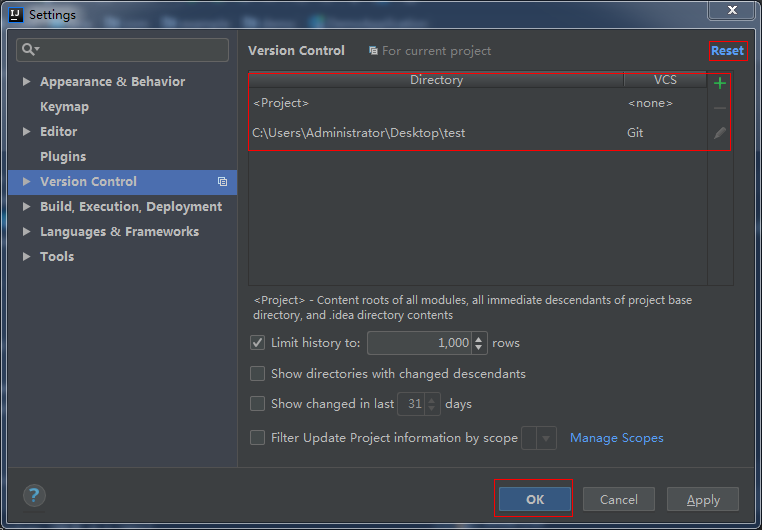 IJ Settings
Version Control For current project Reset
Appearance & Behavior
Keymap
Editor
Plugins
Version Control
Build, Execution, Deployment
Languages & Frameworks
Tools
Directory VCS
<Project> <none>
C:\Users\Administrator\Desktop\test Git
<Project> - Content roots of all modules, all immediate descendants of project base
directory, and .idea directory contents
Limit history to: 1,000 rows
Show directories with changed descendants
Show changed in last 31 days
Filter Update Project information by scope Manage Scopes
? OK Cancel Apply